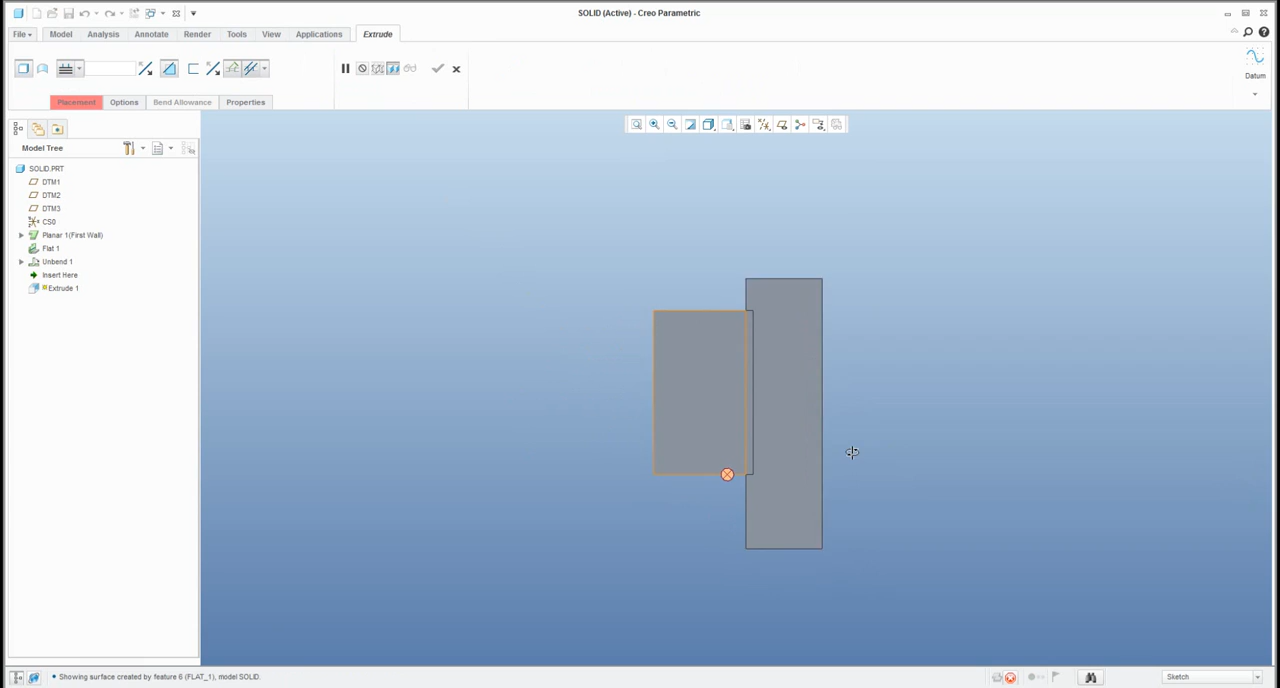 SOLID (Active) - Creo Parametric
File Model Analysis Annotate Render Tools View Applications Extrude
Datum
Placement Options Bend Allowance Properties
Model Tree
SOLID.PRT
DTM1
DTM2
DTM3
CS0
Planar 1(First Wall)
Flat 1
Unbend 1
Insert Here
Extrude 1
Showing surface created by feature 6 (FLAT_1), model SOLID.
Sketch